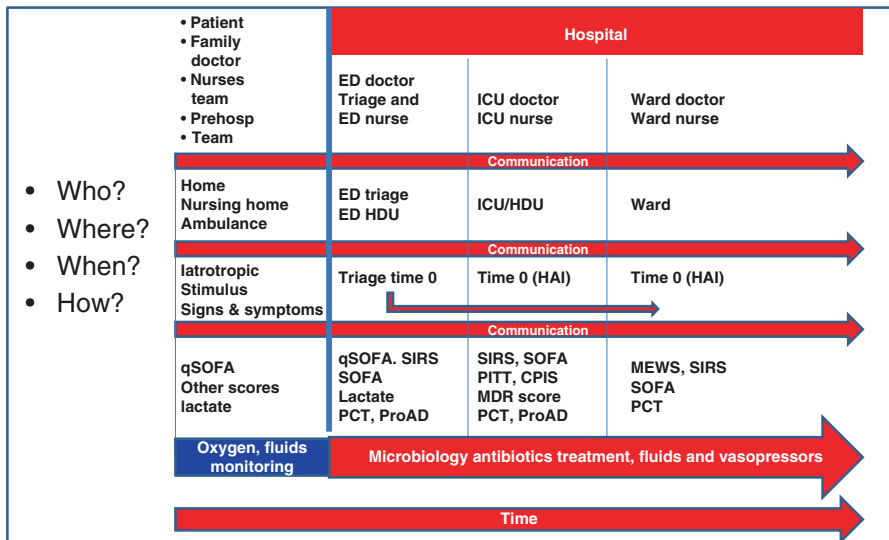 • Who?
• Where?
• When?
• How?
• Patient
• Family
doctor
• Nurses
team
• Prehosp
• Team
Hospital
ED doctor
Triage and
ED nurse
ICU doctor
ICU nurse
Ward doctor
Ward nurse
Communication
Home
Nursing home
Ambulance
ED triage
ED HDU
ICU/HDU
Ward
Communication
Iatrotropic
Stimulus
Signs & symptoms
Triage time 0
Time 0 (HAI)
Time 0 (HAI)
Communication
qSOFA
Other scores
lactate
qSOFA. SIRS
SOFA
Lactate
PCT, ProAD
SIRS, SOFA
PITT, CPIS
MDR score
PCT, ProAD
MEWS, SIRS
SOFA
PCT
Oxygen, fluids
monitoring
Microbiology antibiotics treatment, fluids and vasopressors
Time